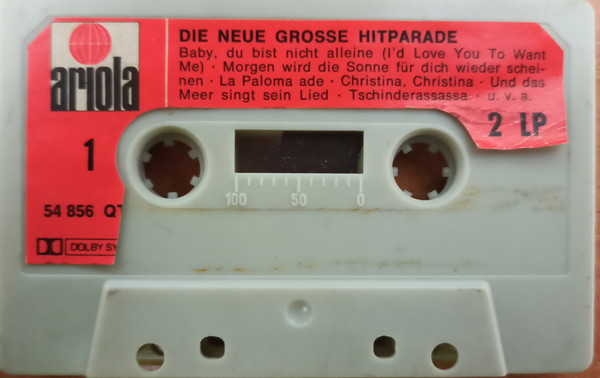 ariola
DIE NEUE GROSSE HITPARADE
Baby, du bist nicht alleine (I'd Love You To Want
Me) · Morgen wird die Sonne für dich wieder schei-
nen · La Paloma ade · Christina, Christina · Und das
Meer singt sein Lied · Tschinderassassa · u. v. a.
2 LP
1
54 856
DOLBY SY
100 50 0